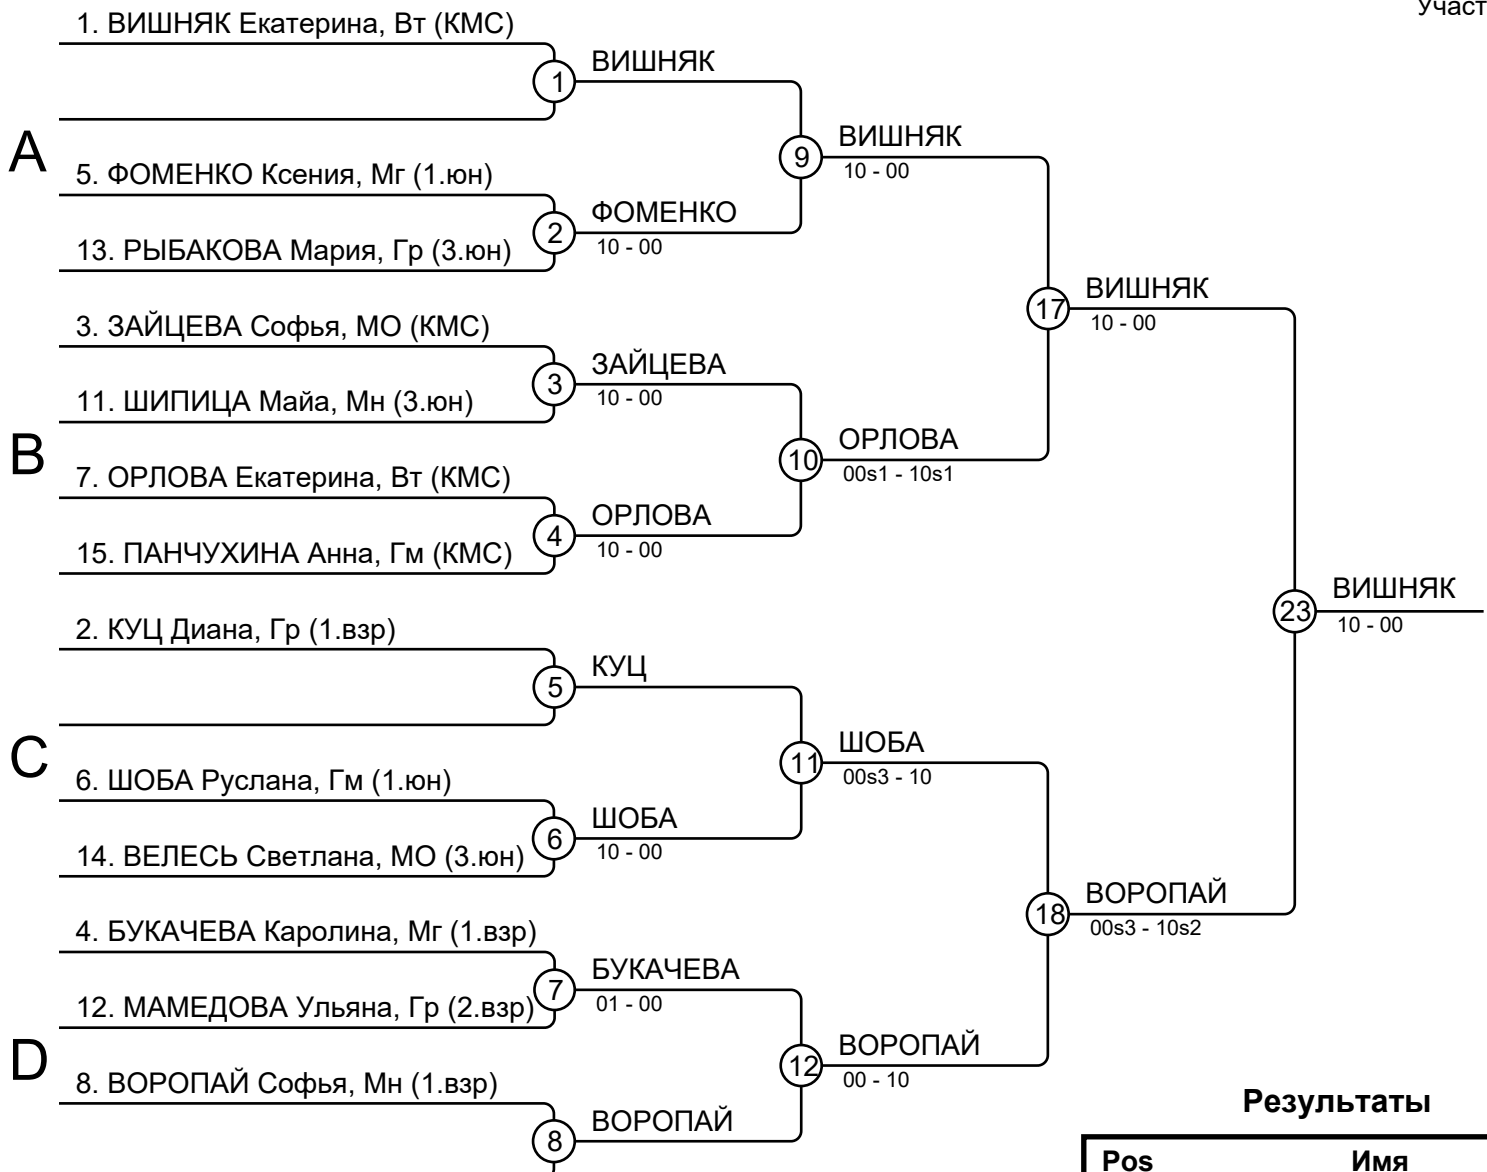 Участ
1. ВИШНЯК Екатерина, Вт (КМС)
1
ВИШНЯК
A
5. ФОМЕНКО Ксения, Мг (1.юн)
2
ФОМЕНКО
10 - 00
13. РЫБАКОВА Мария, Гр (3.юн)
9
ВИШНЯК
10 - 00
3. ЗАЙЦЕВА Софья, МО (КМС)
3
ЗАЙЦЕВА
10 - 00
11. ШИПИЦА Майа, Мн (3.юн)
B
7. ОРЛОВА Екатерина, Вт (КМС)
4
ОРЛОВА
10 - 00
15. ПАНЧУХИНА Анна, Гм (КМС)
10
ОРЛОВА
00s1 - 10s1
17
ВИШНЯК
10 - 00
2. КУЦ Диана, Гр (1.взр)
5
КУЦ
C
6. ШОБА Руслана, Гм (1.юн)
6
ШОБА
10 - 00
14. ВЕЛЕСЬ Светлана, МО (3.юн)
11
ШОБА
00s3 - 10
4. БУКАЧЕВА Каролина, Мг (1.взр)
7
БУКАЧЕВА
01 - 00
12. МАМЕДОВА Ульяна, Гр (2.взр)
D
8. ВОРОПАЙ Софья, Мн (1.взр)
8
ВОРОПАЙ
12
ВОРОПАЙ
00 - 10
18
ВОРОПАЙ
00s3 - 10s2
23
ВИШНЯК
10 - 00
Результаты
Pos Имя